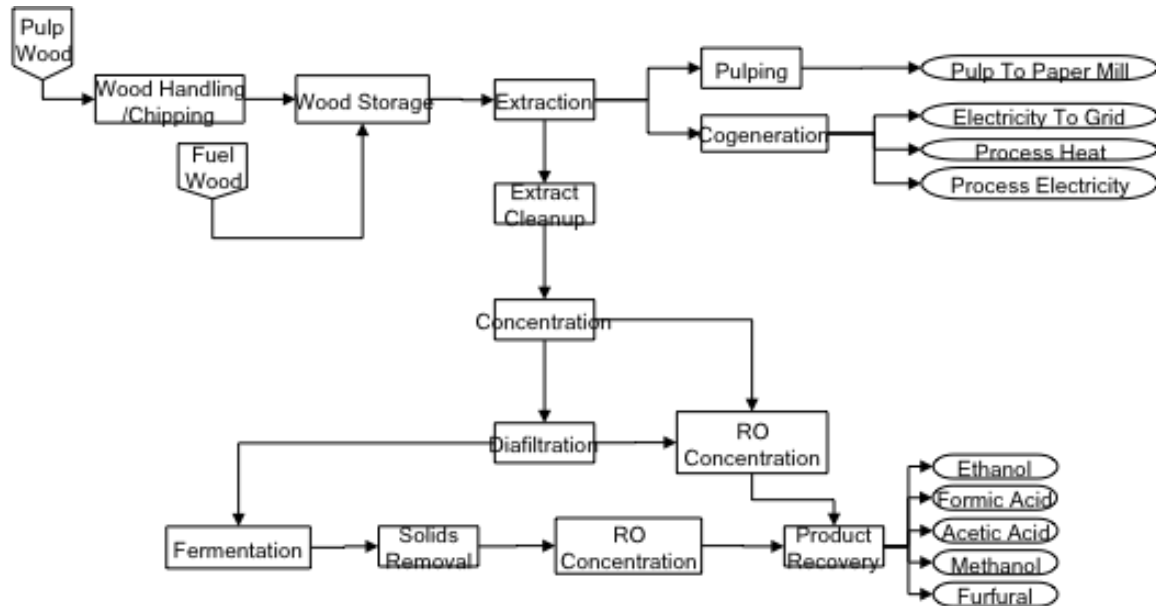 Pulp
Wood
Wood Handling
/Chipping
Wood Storage
Extraction
Pulping
Pulp To Paper Mill
Cogeneration
Electricity To Grid
Process Heat
Process Electricity
Fuel
Wood
Extract
Cleanup
Concentration
Diafiltration
RO
Concentration
Fermentation
Solids
Removal
RO
Concentration
Product
Recovery
Ethanol
Formic Acid
Acetic Acid
Methanol
Furfural